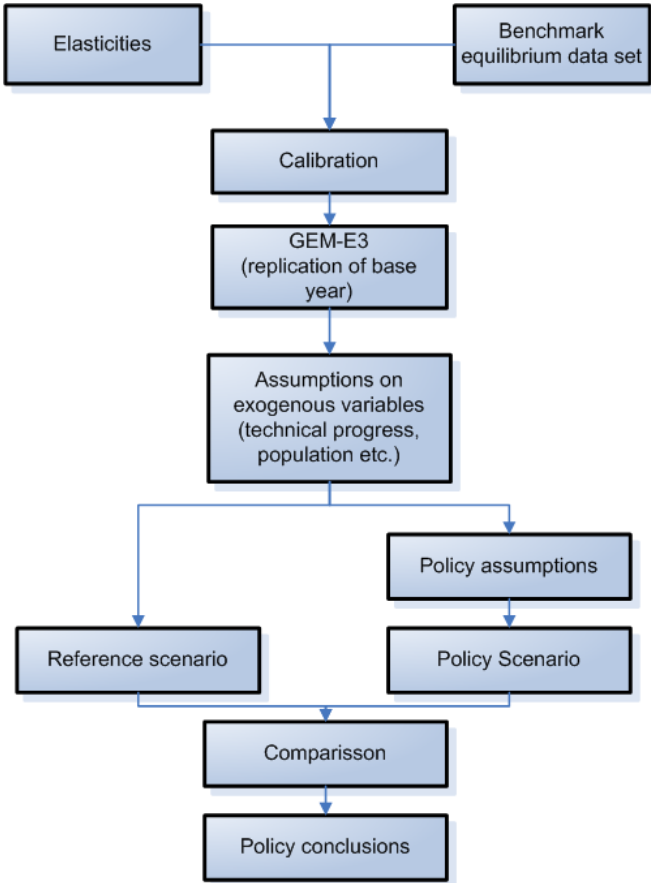 Elasticities
Benchmark
equilibrium data set
Calibration
GEM-E3
(replication of base
year)
Assumptions on
exogenous variables
(technical progress,
population etc.)
Policy assumptions
Reference scenario
Policy Scenario
Comparisson
Policy conclusions